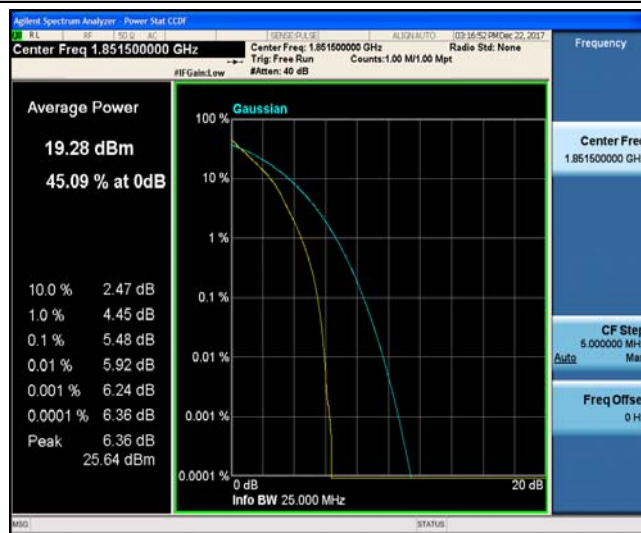 Agilent Spectrum Analyzer - Power Stat CCDF
RL RF 50 Ω AC SENSE:PULSE ALIGN AUTO 03:16:52 PM Dec 22, 2017
Center Freq 1.851500000 GHz
Center Freq: 1.851500000 GHz Radio Std: None
Trig: Free Run Counts:1.00 M/1.00 Mpt
#IFGain:Low #Atten: 40 dB
Frequency
Average Power
19.28 dBm
45.09 % at 0dB
10.0 % 2.47 dB
1.0 % 4.45 dB
0.1 % 5.48 dB
0.01 % 5.92 dB
0.001 % 6.24 dB
0.0001 % 6.36 dB
Peak 6.36 dB
25.64 dBm
Gaussian
100 %
10 %
1 %
0.1 %
0.01 %
0.001 %
0.0001 %
0 dB 20 dB
Info BW 25.000 MHz
Center Fre
1.851500000 GH
CF Step
5.000000 MH
Auto Ma
Freq Offse
0 H
MSG STATUS